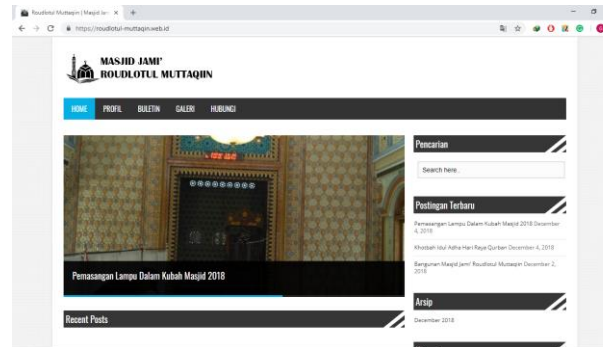 Roudlotul Muttaqiin | Masjid Ja
https://roudlotul-muttaqin.web.id
MASJID JAMI'
ROUDLOTUL MUTTAQIIN
HOME PROFIL BULETIN GALERI HUBUNGI
Pemasangan Lampu Dalam Kubah Masjid 2018
Recent Posts
Pencarian
Search here..
Postingan Terbaru
Pemasangan Lampu Dalam Kubah Masjid 2018 December
4, 2018
Khotbah Idul Adha Hari Raya Qurban December 4, 2018
Bangunan Masjid Jami' Roudlotul Muttaqin December 2,
2018
Arsip
December 2018